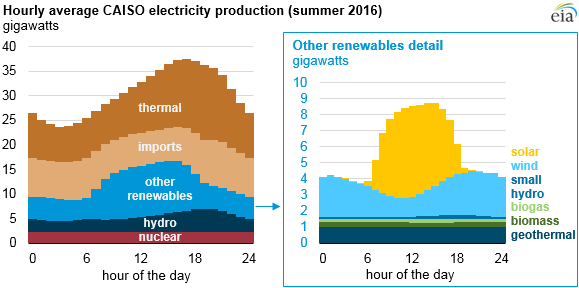 Hourly average CAISO electricity production (summer 2016)
gigawatts
eia
40
35
30
25
20
15
10
5
0
thermal
imports
other
renewables
hydro
nuclear
0 6 12 18 24
hour of the day
Other renewables detail
gigawatts
10
9
8
7
6
5
4
3
2
1
0
solar
wind
small
hydro
biogas
biomass
geothermal
0 6 12 18 24
hour of the day